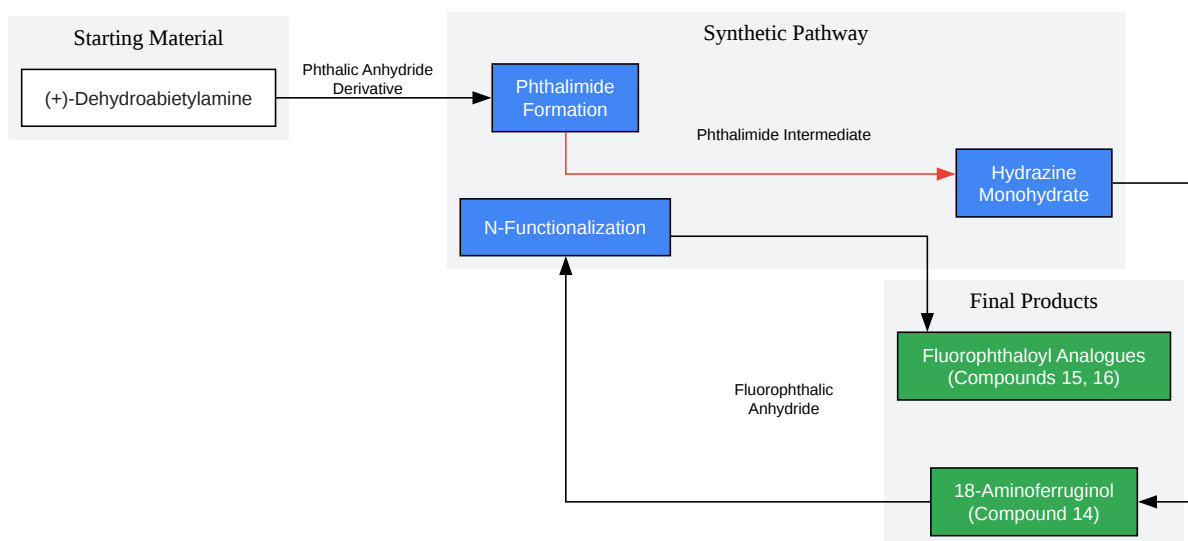 Starting Material
(+)-Dehydroabietylamine
Phthalic Anhydride
Derivative
Synthetic Pathway
Phthalimide
Formation
Phthalimide Intermediate
Hydrazine
Monohydrate
N-Functionalization
Final Products
Fluorophthaloyl Analogues
(Compounds 15, 16)
Fluorophthalic
Anhydride
18-Aminoferruginol
(Compound 14)